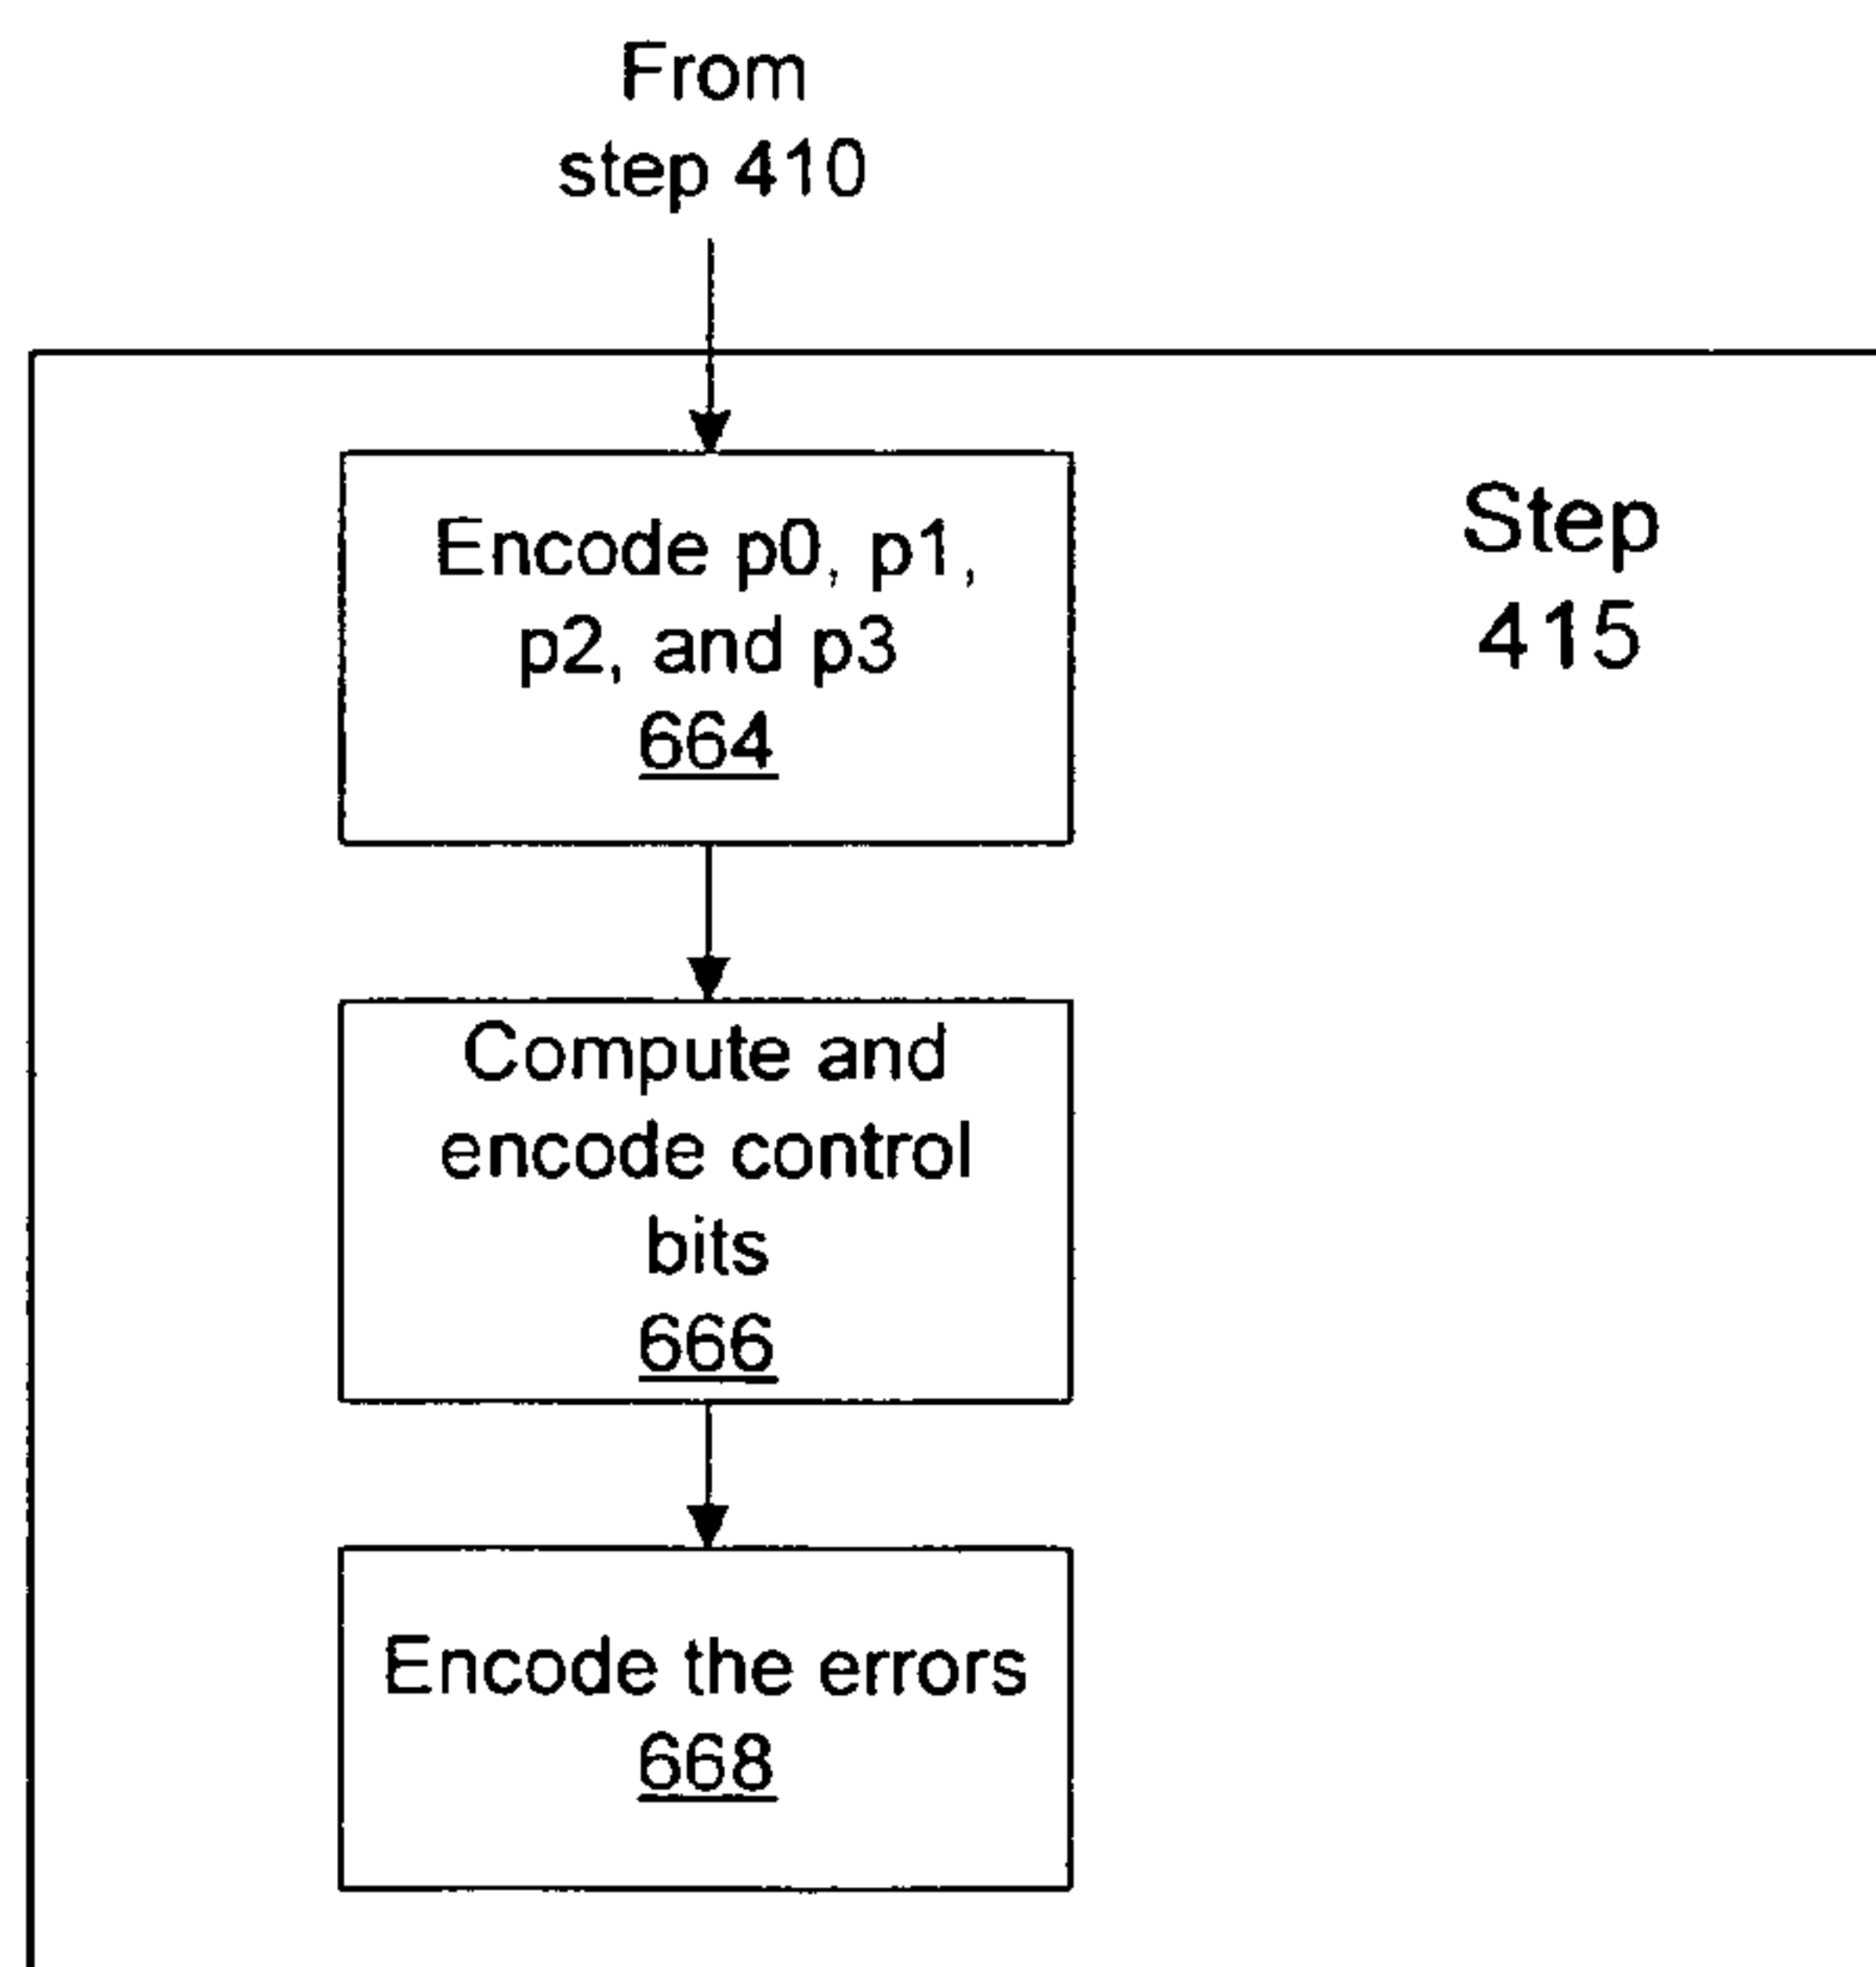 From
step 410
Encode p0, p1,
p2, and p3
664
Step
415
Compute and
encode control
bits
666
Encode the errors
668